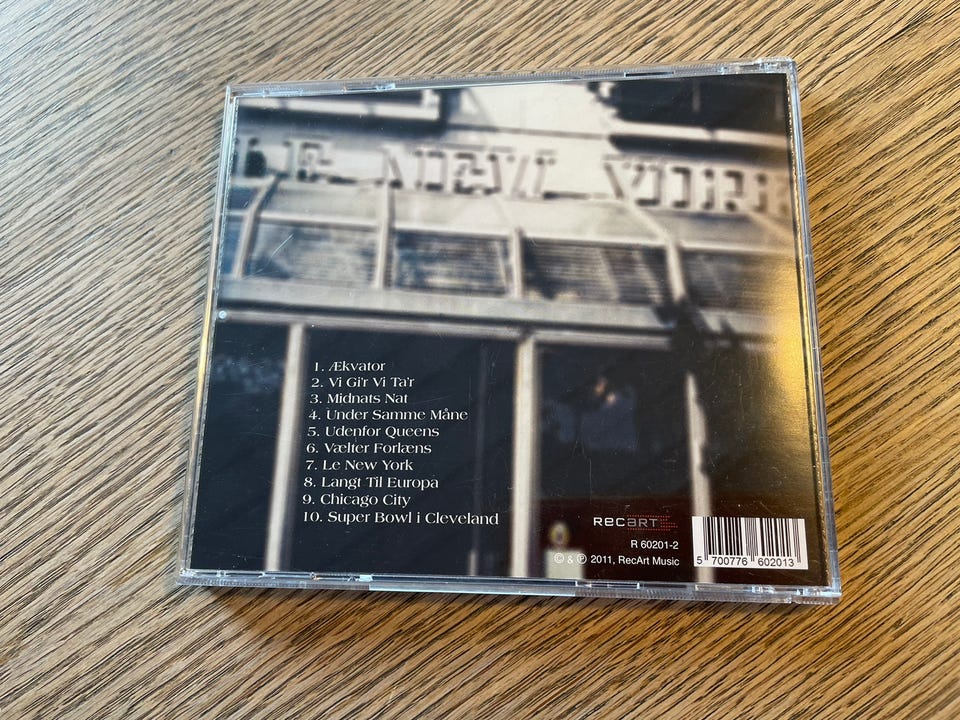 LE NEW YORK
1. Ækvator
2. Vi Gi'r Vi Ta'r
3. Midnats Nat
4. Under Samme Måne
5. Udenfor Queens
6. Vælter Forlæns
7. Le New York
8. Langt Til Europa
9. Chicago City
10. Super Bowl i Cleveland
RECART
R 60201-2
© & ℗ 2011, RecArt Music
5 700776 602013